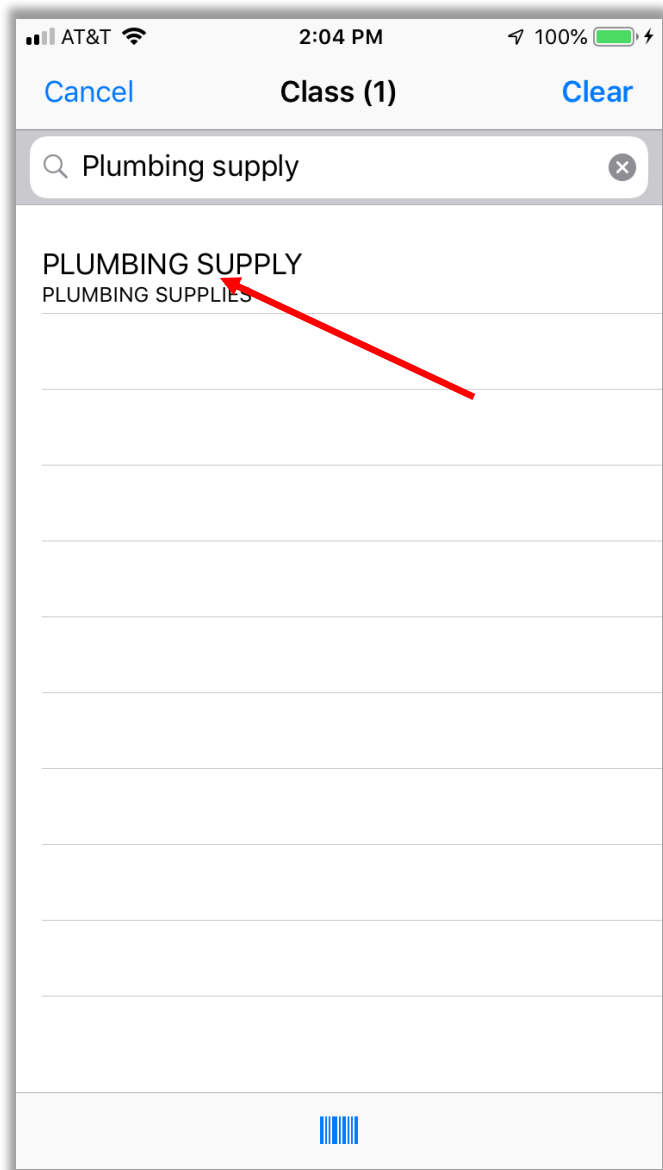 AT&T 2:04 PM 100%
Cancel Class (1) Clear
Plumbing supply
PLUMBING SUPPLY
PLUMBING SUPPLIES